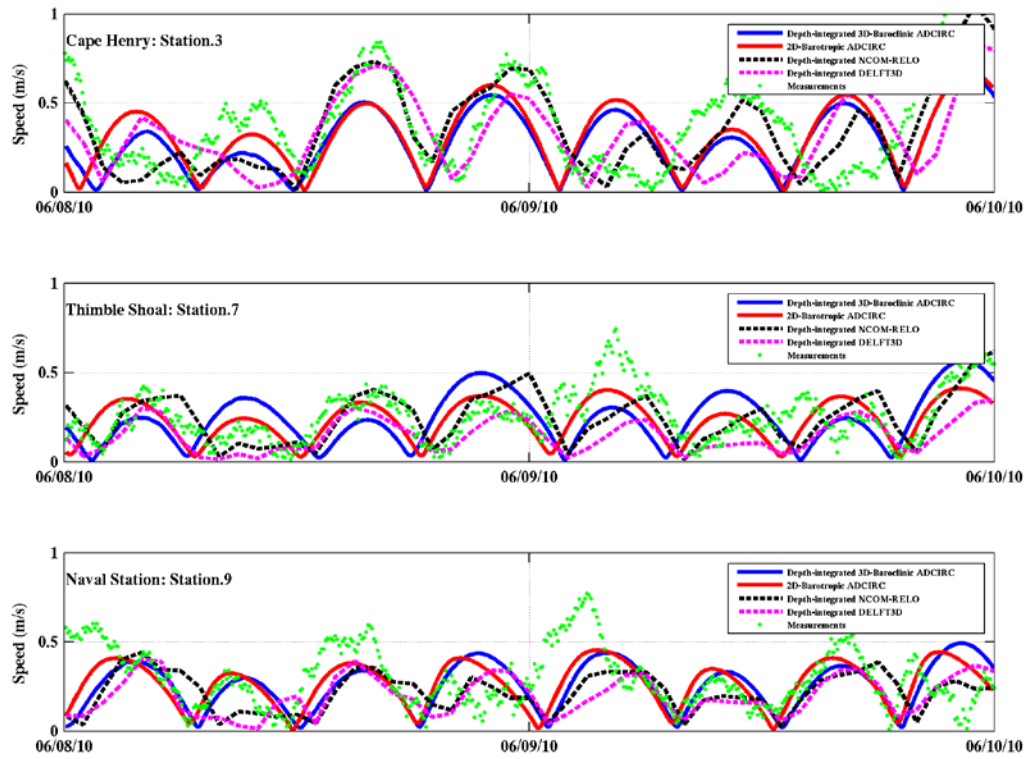 1
Cape Henry: Station.3
Depth-integrated 3D-Baroclinic ADCIRC
2D-Barotropic ADCIRC
Depth-integrated NCOM-RELO
Depth-integrated DELFT3D
Measurements
Speed (m/s)
0.5
0
06/08/10
06/09/10
06/10/10
1
Thimble Shoal: Station.7
Depth-integrated 3D-Baroclinic ADCIRC
2D-Barotropic ADCIRC
Depth-integrated NCOM-RELO
Depth-integrated DELFT3D
Measurements
Speed (m/s)
0.5
0
06/08/10
06/09/10
06/10/10
1
Naval Station: Station.9
Depth-integrated 3D-Baroclinic ADCIRC
2D-Barotropic ADCIRC
Depth-integrated NCOM-RELO
Depth-integrated DELFT3D
Measurements
Speed (m/s)
0.5
0
06/08/10
06/09/10
06/10/10